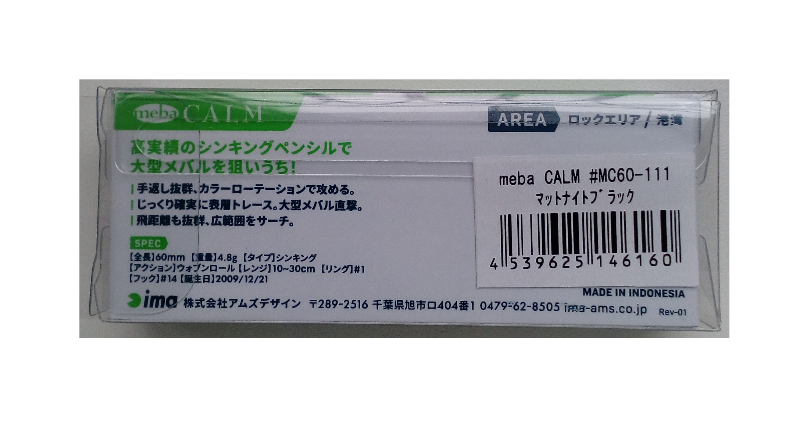 meba CALM
AREA ロックエリア / 港湾
高実績のシンキングペンシルで
大型メバルを狙いうち!
手返し抜群、カラーローテーションで攻める。
じっくり確実に表層トレース。大型メバル直撃。
飛距離も抜群、広範囲をサーチ。
meba CALM #MC60-111
マットナイトブラック
4 539625 146160
SPEC
【全長】60mm 【重量】4.8g 【タイプ】シンキング
【アクション】ウォブンロール 【レンジ】10~30cm 【リング】#1
【フック】#14 【誕生日】2009/12/21
MADE IN INDONESIA
ima 株式会社アムズデザイン 〒289-2516 千葉県旭市ロ404番1 0479-62-8505 ima-ams.co.jp Rev-01